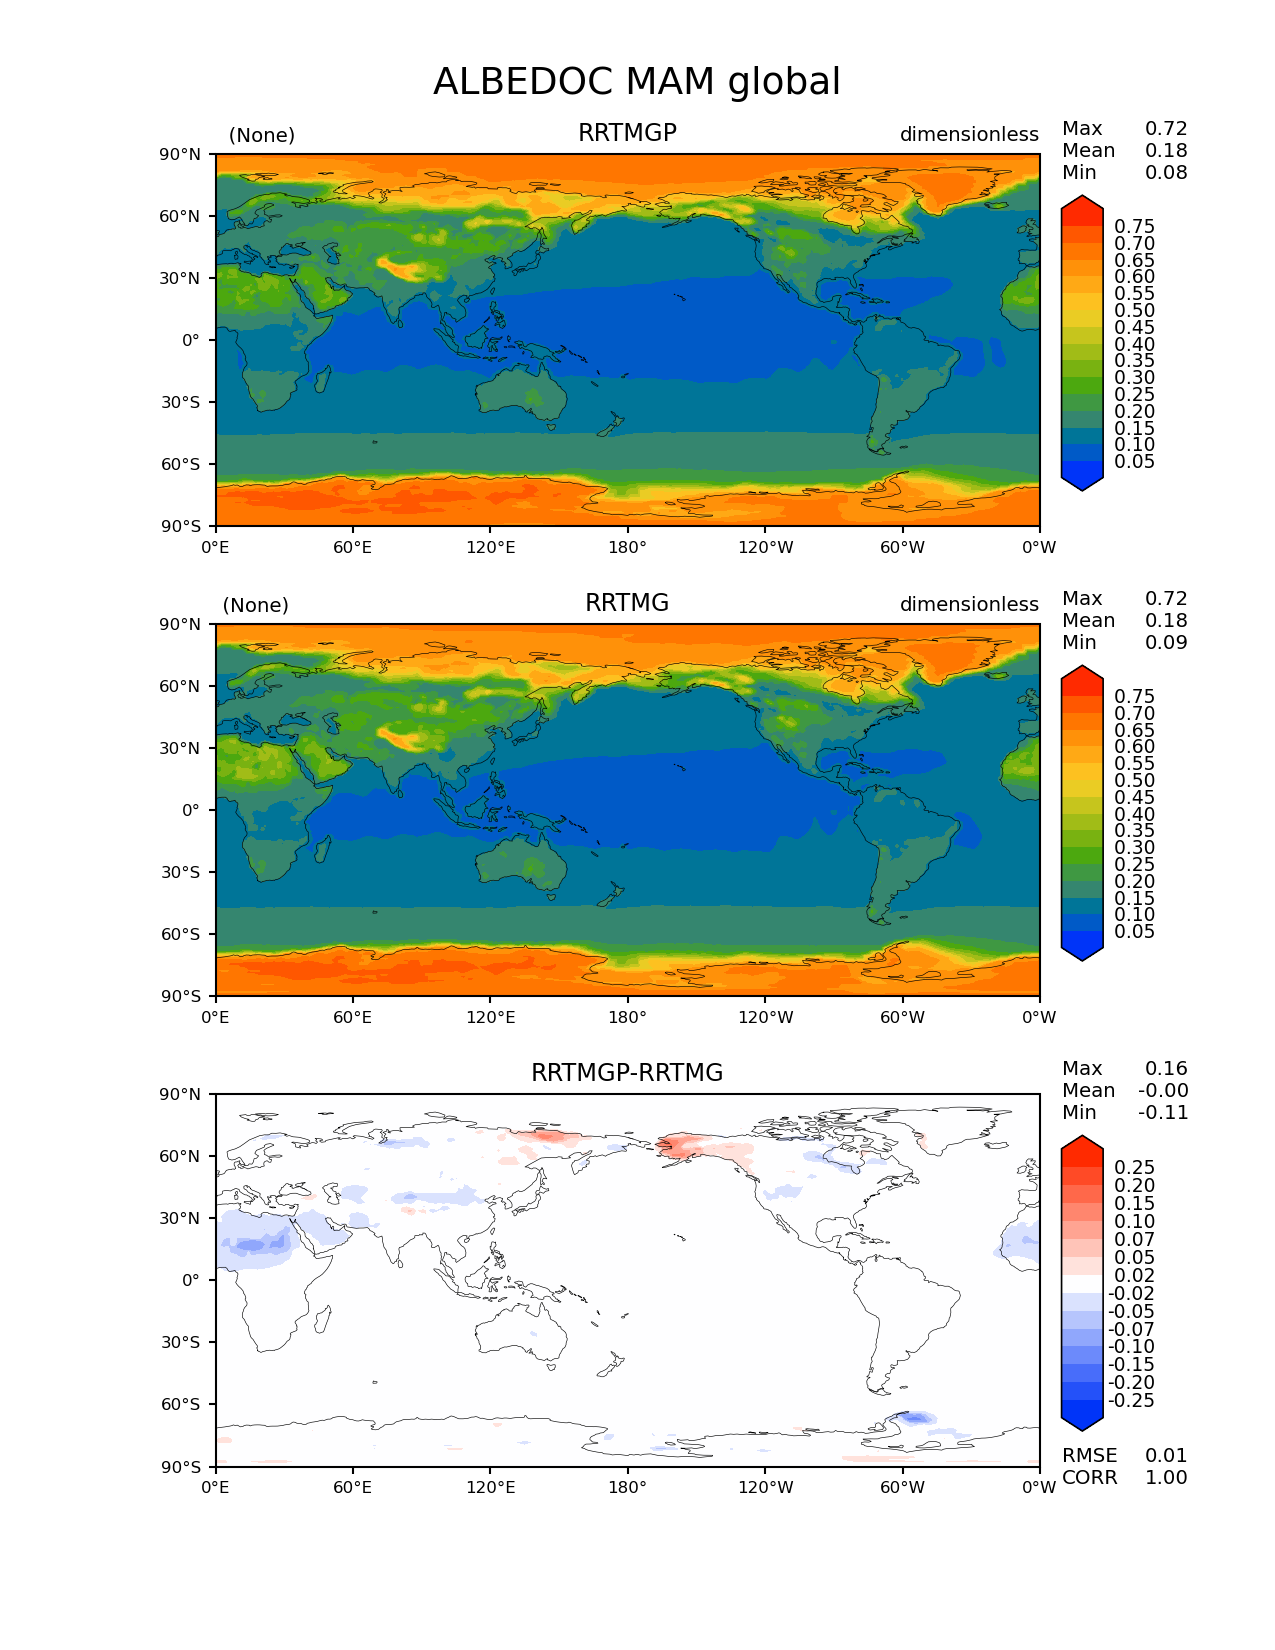 ALBEDOC MAM global
(None) RRTMGP dimensionless
Max 0.72
Mean 0.18
Min 0.08
90°N
60°N
30°N
0°
30°S
60°S
90°S
0°E 60°E 120°E 180° 120°W 60°W 0°W
0.75
0.70
0.65
0.60
0.55
0.50
0.45
0.40
0.35
0.30
0.25
0.20
0.15
0.10
0.05
(None) RRTMG dimensionless
Max 0.72
Mean 0.18
Min 0.09
90°N
60°N
30°N
0°
30°S
60°S
90°S
0°E 60°E 120°E 180° 120°W 60°W 0°W
0.75
0.70
0.65
0.60
0.55
0.50
0.45
0.40
0.35
0.30
0.25
0.20
0.15
0.10
0.05
RRTMGP-RRTMG
Max 0.16
Mean -0.00
Min -0.11
90°N
60°N
30°N
0°
30°S
60°S
90°S
0°E 60°E 120°E 180° 120°W 60°W 0°W
0.25
0.20
0.15
0.10
0.07
0.05
0.02
-0.02
-0.05
-0.07
-0.10
-0.15
-0.20
-0.25
RMSE 0.01
CORR 1.00